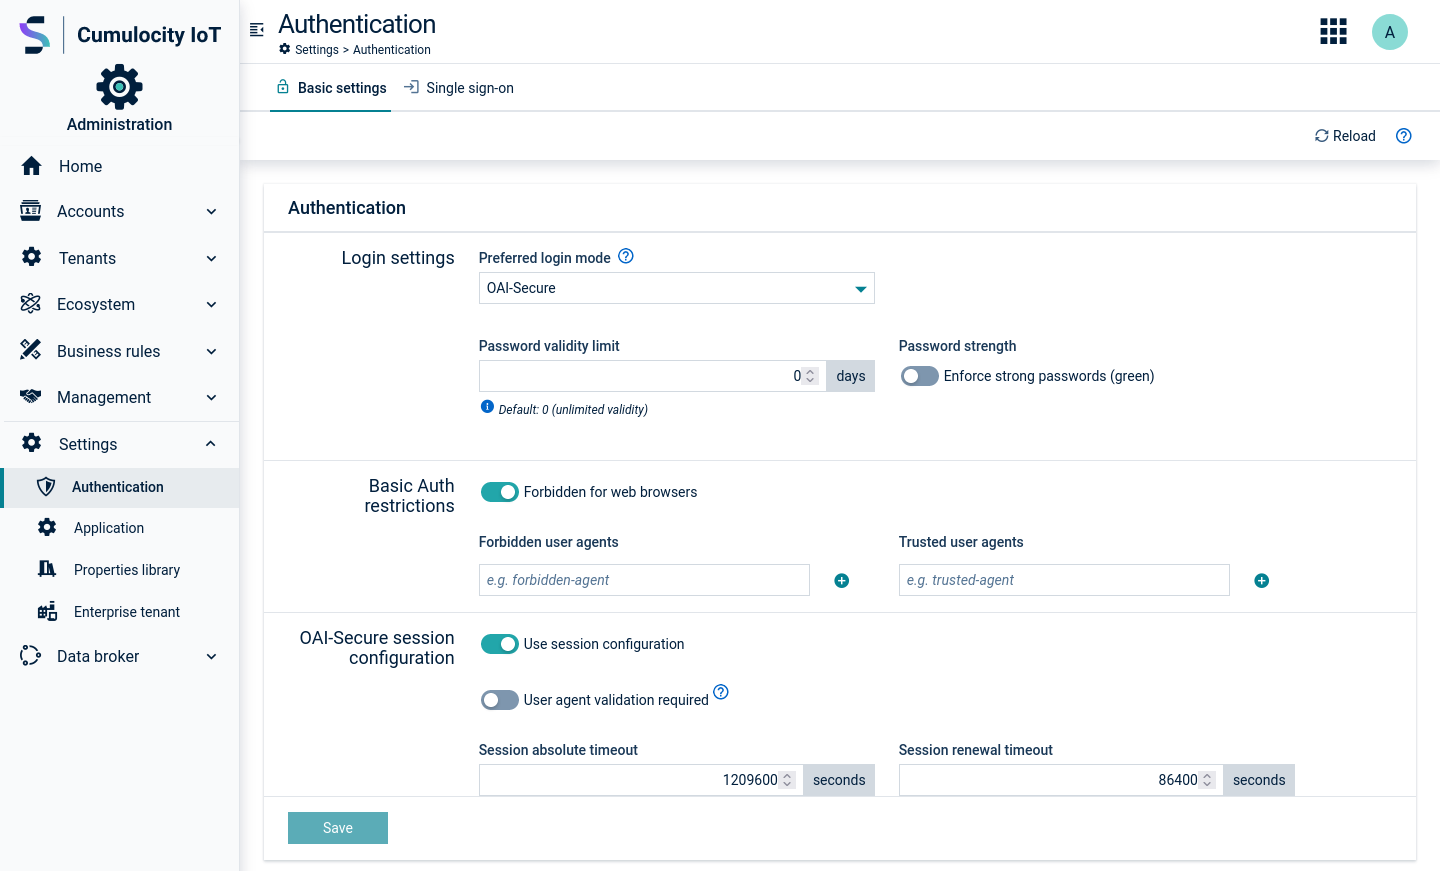 Cumulocity IoT
Administration
Home
Accounts
Tenants
Ecosystem
Business rules
Management
Settings
Authentication
Application
Properties library
Enterprise tenant
Data broker
Authentication
Settings > Authentication
A
Basic settings
Single sign-on
Reload
Authentication
Login settings
Preferred login mode
OAI-Secure
Password validity limit
0
days
Default: 0 (unlimited validity)
Password strength
Enforce strong passwords (green)
Basic Auth
restrictions
Forbidden for web browsers
Forbidden user agents
e.g. forbidden-agent
Trusted user agents
e.g. trusted-agent
OAI-Secure session
configuration
Use session configuration
User agent validation required
Session absolute timeout
1209600
seconds
Session renewal timeout
86400
seconds
Save